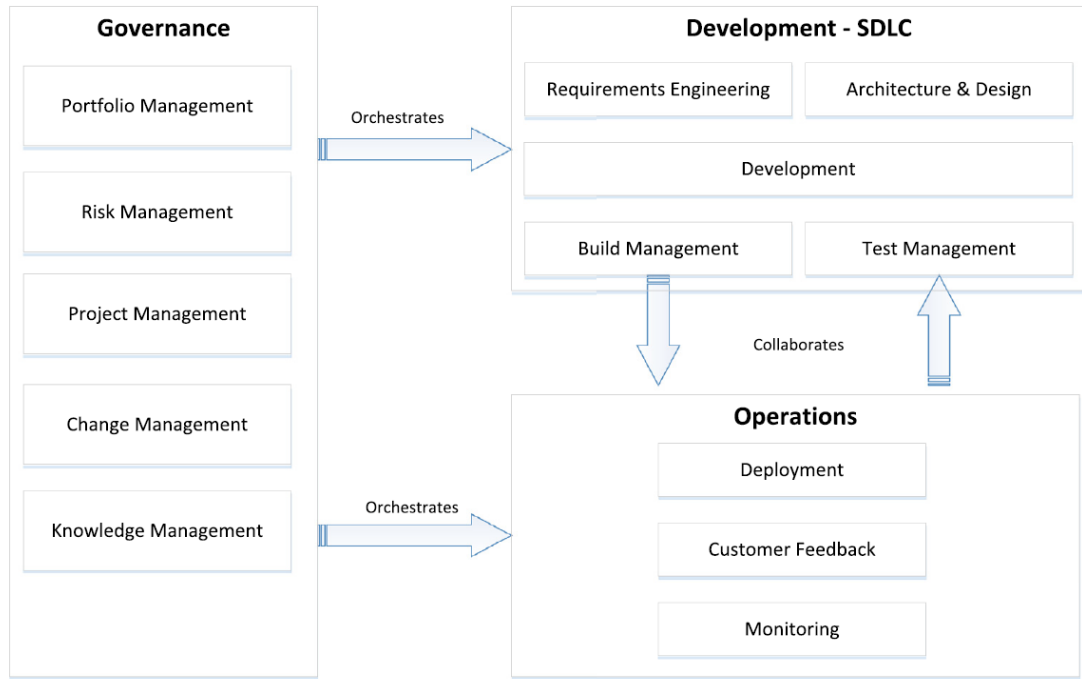 Governance
Portfolio Management
Risk Management
Project Management
Change Management
Knowledge Management
Orchestrates
Orchestrates
Development - SDLC
Requirements Engineering
Architecture & Design
Development
Build Management
Test Management
Collaborates
Operations
Deployment
Customer Feedback
Monitoring